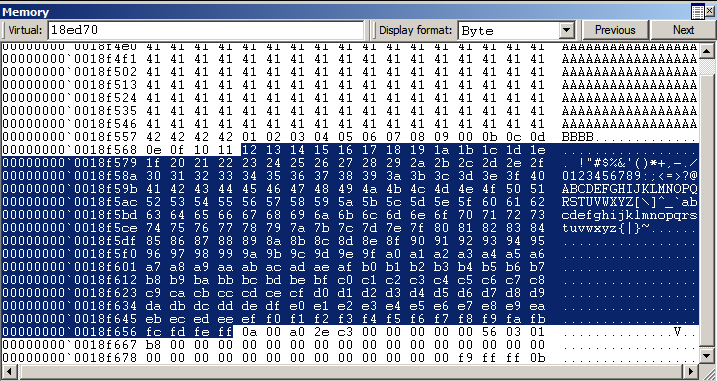 Memory
Virtual: 18ed70 Display format: Byte Previous Next
00000000`0018f4e0 41 41 41 41 41 41 41 41 41 41 41 41 41 41 41 41 41 AAAAAAAAAAAAAAAAA
00000000`0018f4f1 41 41 41 41 41 41 41 41 41 41 41 41 41 41 41 41 41 AAAAAAAAAAAAAAAAA
00000000`0018f502 41 41 41 41 41 41 41 41 41 41 41 41 41 41 41 41 41 AAAAAAAAAAAAAAAAA
00000000`0018f513 41 41 41 41 41 41 41 41 41 41 41 41 41 41 41 41 41 AAAAAAAAAAAAAAAAA
00000000`0018f524 41 41 41 41 41 41 41 41 41 41 41 41 41 41 41 41 41 AAAAAAAAAAAAAAAAA
00000000`0018f535 41 41 41 41 41 41 41 41 41 41 41 41 41 41 41 41 41 AAAAAAAAAAAAAAAAA
00000000`0018f546 41 41 41 41 41 41 41 41 41 41 41 41 41 41 41 41 41 AAAAAAAAAAAAAAAAA
00000000`0018f557 42 42 42 42 01 02 03 04 05 06 07 08 09 00 0b 0c 0d BBBB.............
00000000`0018f568 0e 0f 10 11 12 13 14 15 16 17 18 19 1a 1b 1c 1d 1e .................
00000000`0018f579 1f 20 21 22 23 24 25 26 27 28 29 2a 2b 2c 2d 2e 2f . !"#$%&'()*+,-./
00000000`0018f58a 30 31 32 33 34 35 36 37 38 39 3a 3b 3c 3d 3e 3f 40 0123456789:;<=>?@
00000000`0018f59b 41 42 43 44 45 46 47 48 49 4a 4b 4c 4d 4e 4f 50 51 ABCDEFGHIJKLMNOPQ
00000000`0018f5ac 52 53 54 55 56 57 58 59 5a 5b 5c 5d 5e 5f 60 61 62 RSTUVWXYZ[\]^_`ab
00000000`0018f5bd 63 64 65 66 67 68 69 6a 6b 6c 6d 6e 6f 70 71 72 73 cdefghijklmnopqrs
00000000`0018f5ce 74 75 76 77 78 79 7a 7b 7c 7d 7e 7f 80 81 82 83 84 tuvwxyz{|}~......
00000000`0018f5df 85 86 87 88 89 8a 8b 8c 8d 8e 8f 90 91 92 93 94 95 .................
00000000`0018f5f0 96 97 98 99 9a 9b 9c 9d 9e 9f a0 a1 a2 a3 a4 a5 a6 .................
00000000`0018f601 a7 a8 a9 aa ab ac ad ae af b0 b1 b2 b3 b4 b5 b6 b7 .................
00000000`0018f612 b8 b9 ba bb bc bd be bf c0 c1 c2 c3 c4 c5 c6 c7 c8 .................
00000000`0018f623 c9 ca cb cc cd ce cf d0 d1 d2 d3 d4 d5 d6 d7 d8 d9 .................
00000000`0018f634 da db dc dd de df e0 e1 e2 e3 e4 e5 e6 e7 e8 e9 ea .................
00000000`0018f645 eb ec ed ee ef f0 f1 f2 f3 f4 f5 f6 f7 f8 f9 fa fb .................
00000000`0018f656 fc fd fe ff 0a 00 a0 2e c3 00 00 00 00 00 56 03 01 ..............V..
00000000`0018f667 b8 00 00 00 00 00 00 00 00 00 00 00 00 00 00 00 00 .................
00000000`0018f678 00 00 00 00 00 00 00 00 00 00 00 00 00 f9 ff ff 0b .................